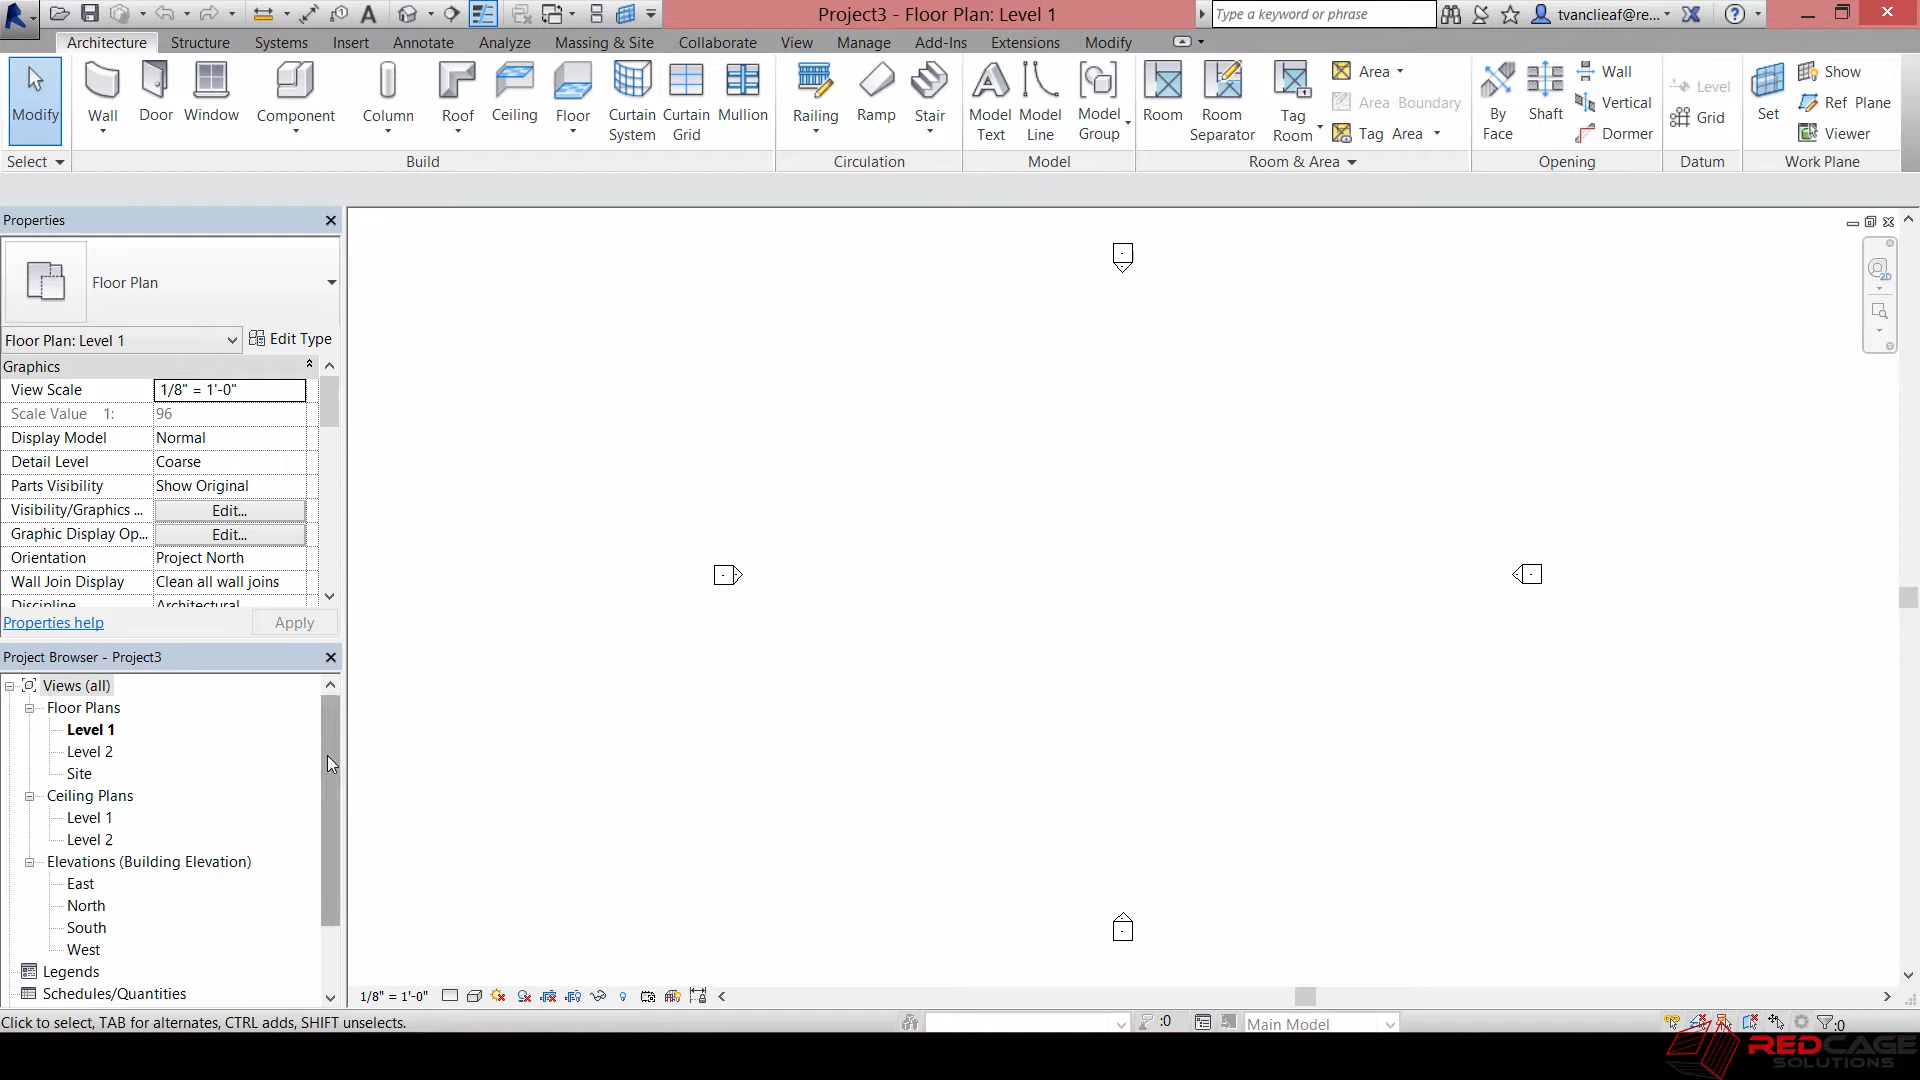 Project3 - Floor Plan: Level 1
Type a keyword or phrase
tvanclieaf@re...
Architecture Structure Systems Insert Annotate Analyze Massing & Site Collaborate View Manage Add-Ins Extensions Modify
Modify Wall Door Window Component Column Roof Ceiling Floor Curtain System Curtain Grid Mullion Railing Ramp Stair Model Text Model Line Model Group Room Room Separator Tag Room
Area
Area Boundary
Tag Area
By Face Shaft
Wall
Vertical
Dormer
Level
Grid
Set
Show
Ref Plane
Viewer
Select Build Circulation Model Room & Area Opening Datum Work Plane
Properties
Floor Plan
Floor Plan: Level 1 Edit Type
Graphics
View Scale 1/8" = 1'-0"
Scale Value 1: 96
Display Model Normal
Detail Level Coarse
Parts Visibility Show Original
Visibility/Graphics ... Edit...
Graphic Display Op... Edit...
Orientation Project North
Wall Join Display Clean all wall joins
Discipline Architectural
Properties help Apply
Project Browser - Project3
Views (all)
Floor Plans
Level 1
Level 2
Site
Ceiling Plans
Level 1
Level 2
Elevations (Building Elevation)
East
North
South
West
Legends
Schedules/Quantities
1/8" = 1'-0"
Click to select, TAB for alternates, CTRL adds, SHIFT unselects.
:0
Main Model
:0
2D
REDCAGE
SOLUTIONS